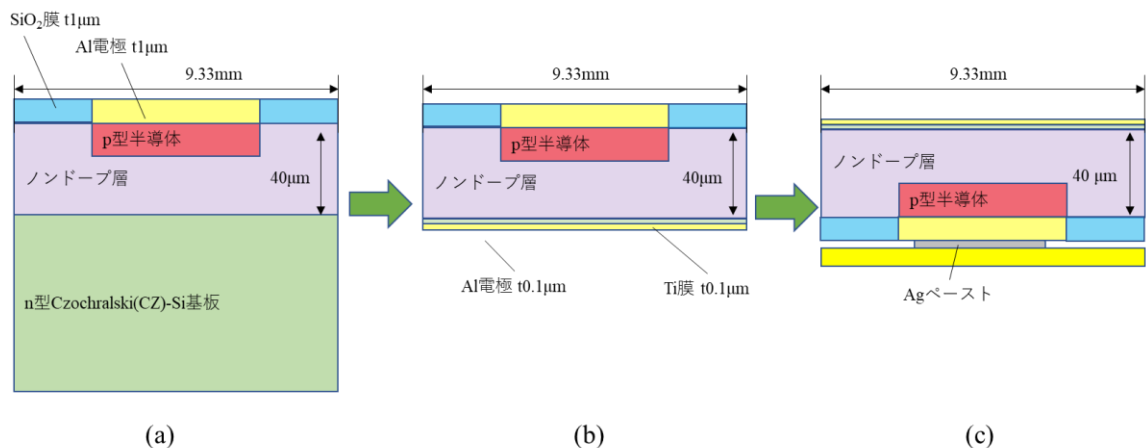 SiO₂膜 t1μm
Al電極 t1μm
9.33mm
p型半導体
ノンドープ層
40μm
n型Czochralski(CZ)-Si基板
(a)
9.33mm
p型半導体
ノンドープ層
40μm
Al電極 t0.1μm
Ti膜 t0.1μm
(b)
9.33mm
ノンドープ層
40 μm
p型半導体
Agペースト
(c)